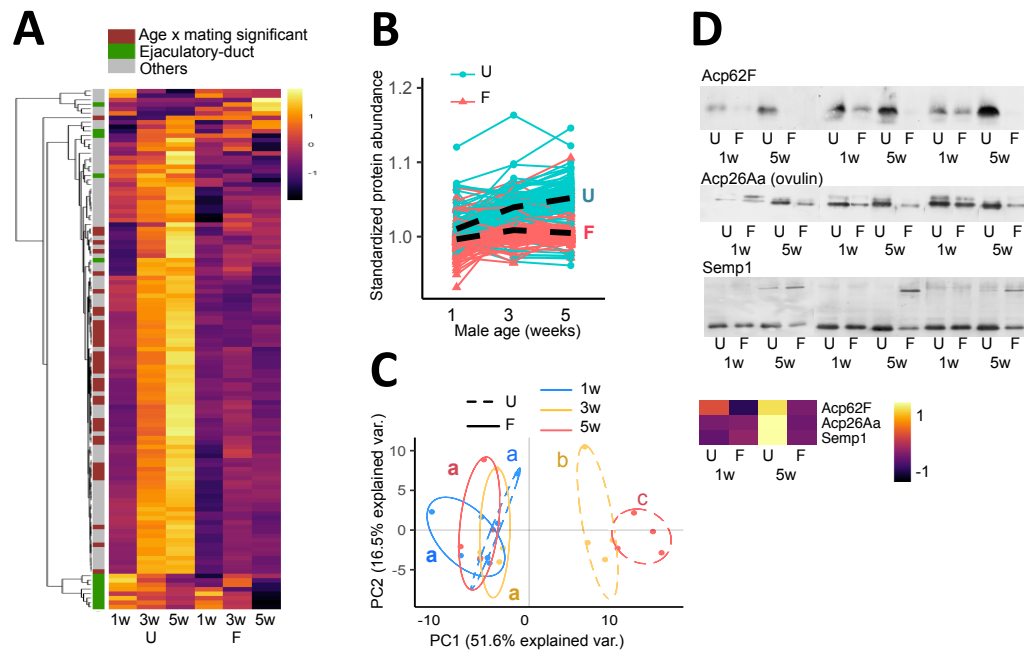 A
Age x mating significant
Ejaculatory-duct
Others
1
0
-1
1w 3w 5w 1w 3w 5w
U F
B
U
F
Standardized protein abundance
1.2
1.1
1.0
U
F
1 3 5
Male age (weeks)
C
U
F
1w
3w
5w
PC2 (16.5% explained var.)
10
5
0
-5
a a b c
a
a
-10 0 10
PC1 (51.6% explained var.)
D
Acp62F
U F U F U F U F U F U F
1w 5w 1w 5w 1w 5w
Acp26Aa (ovulin)
U F U F U F U F U F U F
1w 5w 1w 5w 1w 5w
Semp1
U F U F U F U F U F U F
1w 5w 1w 5w 1w 5w
Acp62F
Acp26Aa
Semp1
U F U F
1w 5w
1
-1